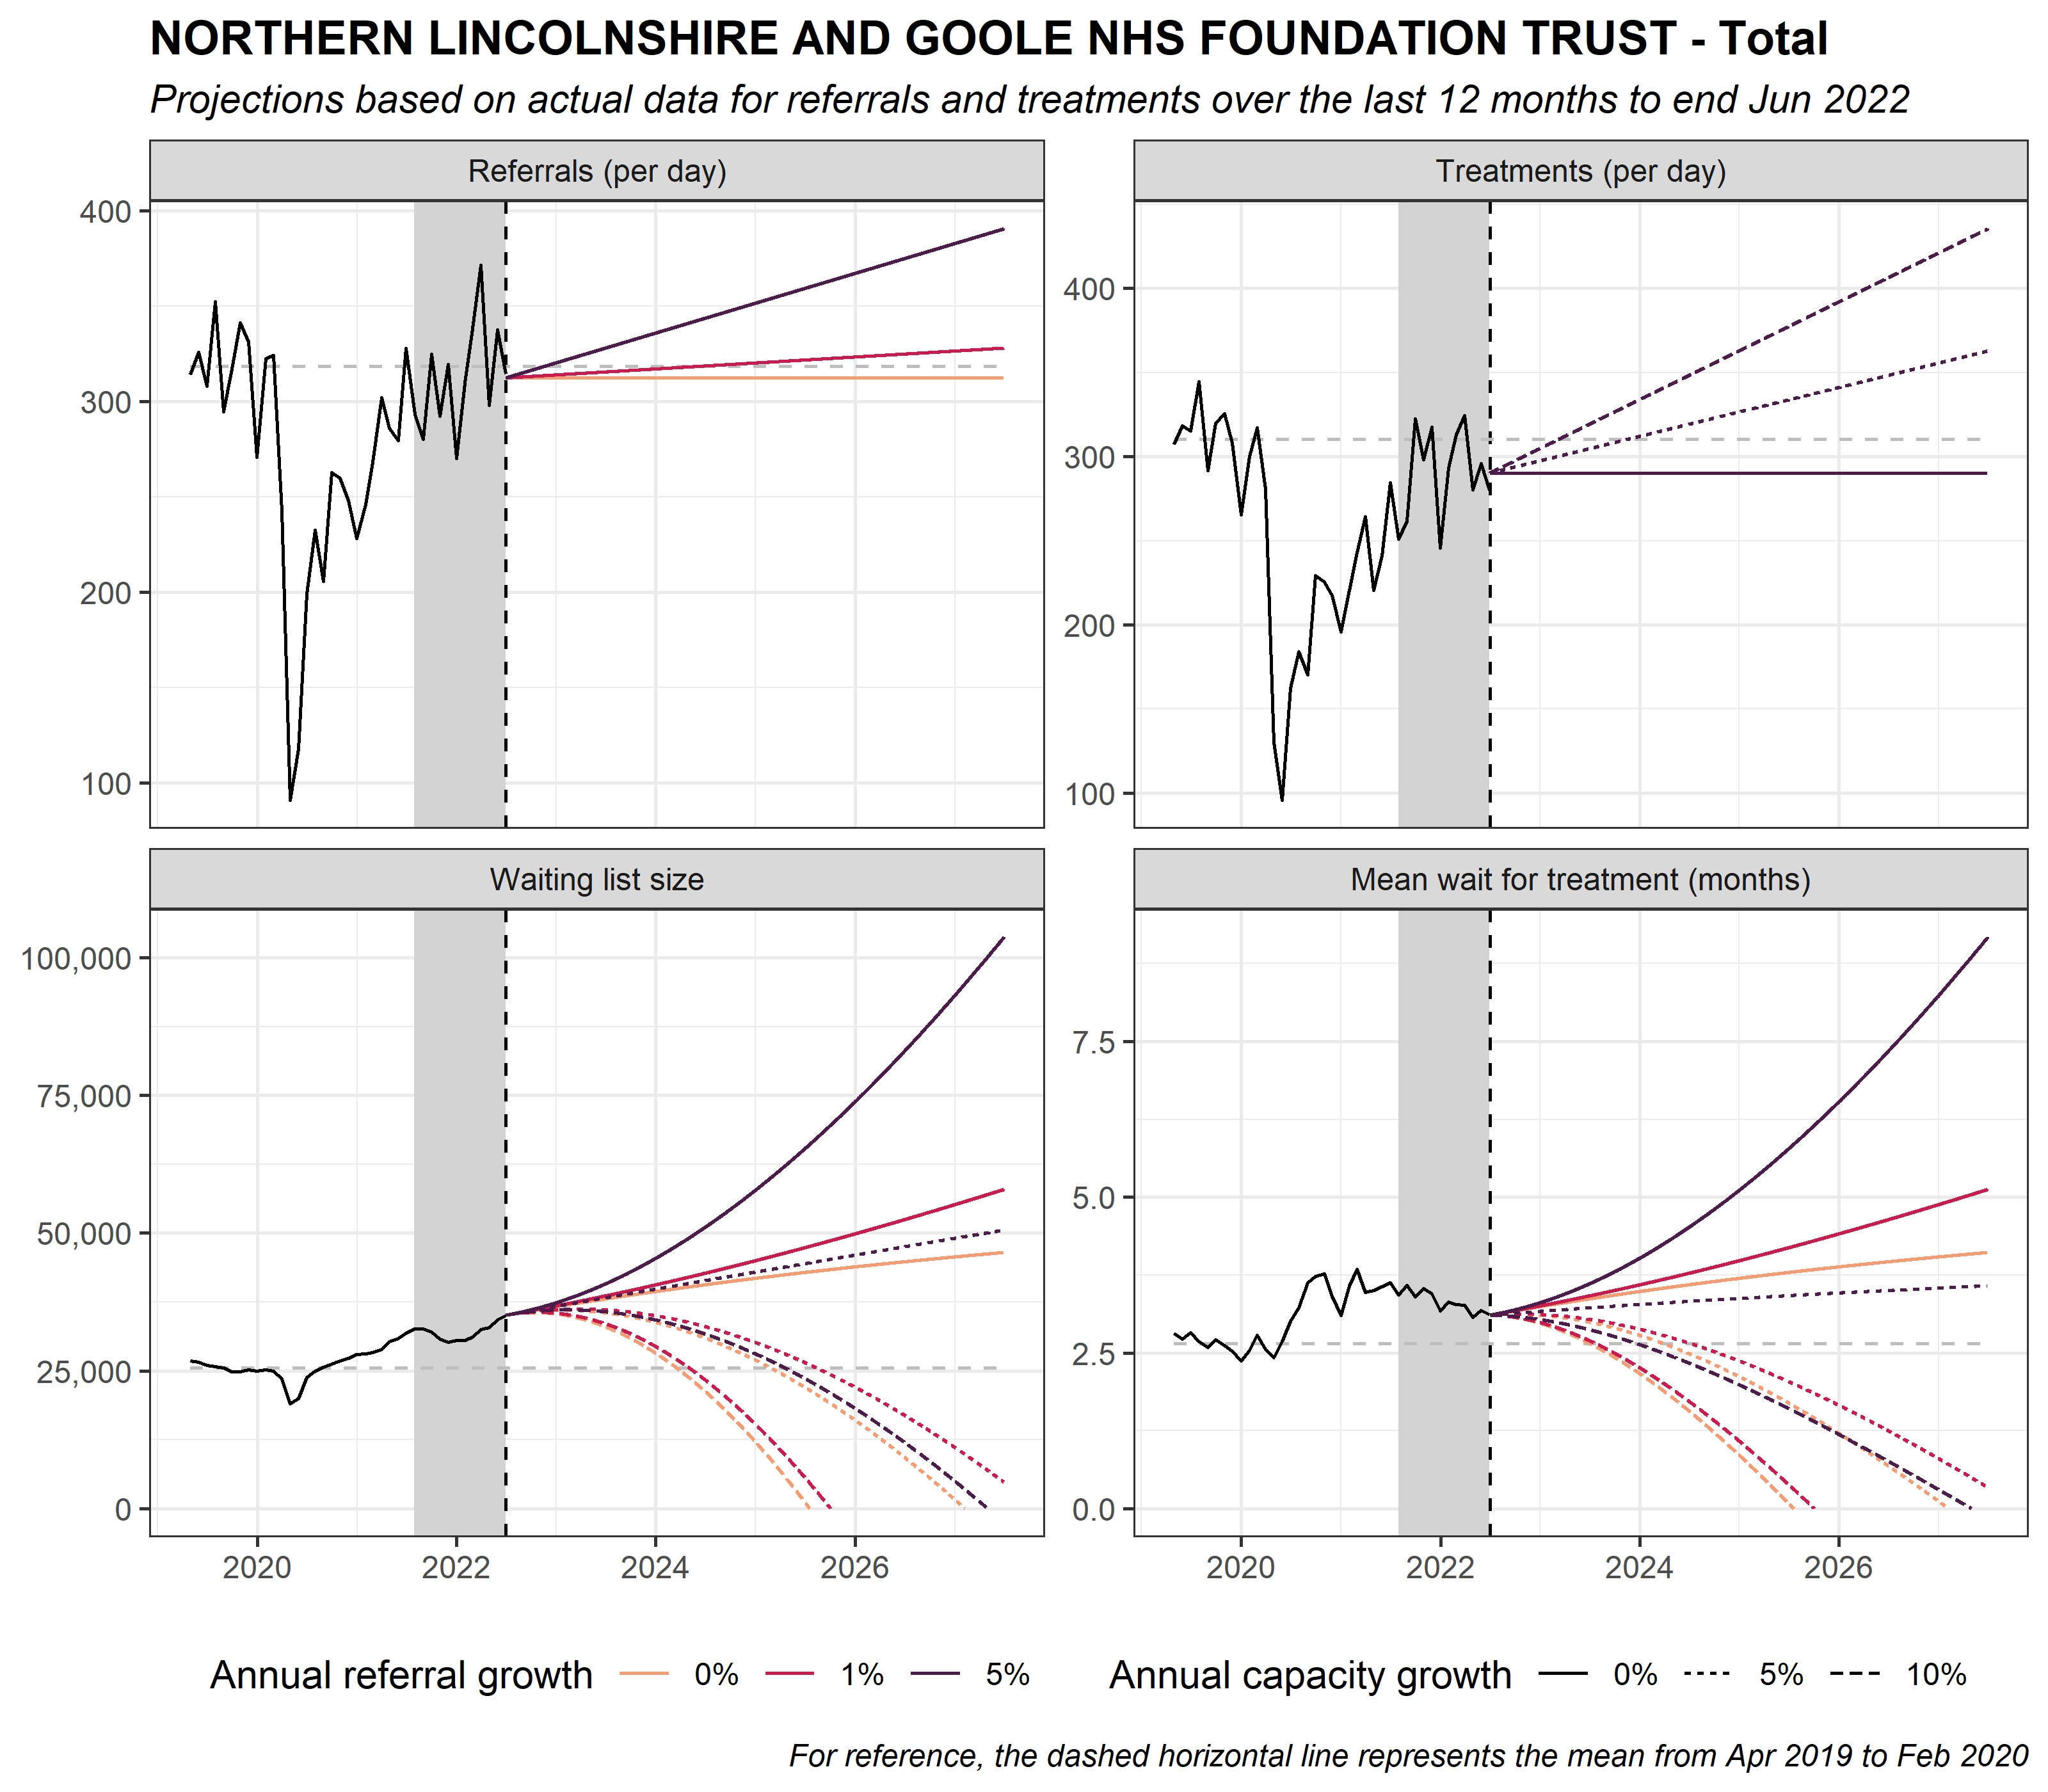 NORTHERN LINCOLNSHIRE AND GOOLE NHS FOUNDATION TRUST - Total
Projections based on actual data for referrals and treatments over the last 12 months to end Jun 2022
Referrals (per day)
400
300
200
100
Treatments (per day)
400
300
200
100
Waiting list size
100,000
75,000
50,000
25,000
0
2020 2022 2024 2026
Mean wait for treatment (months)
7.5
5.0
2.5
0.0
2020 2022 2024 2026
Annual referral growth 0% 1% 5%
Annual capacity growth 0% 5% 10%
For reference, the dashed horizontal line represents the mean from Apr 2019 to Feb 2020